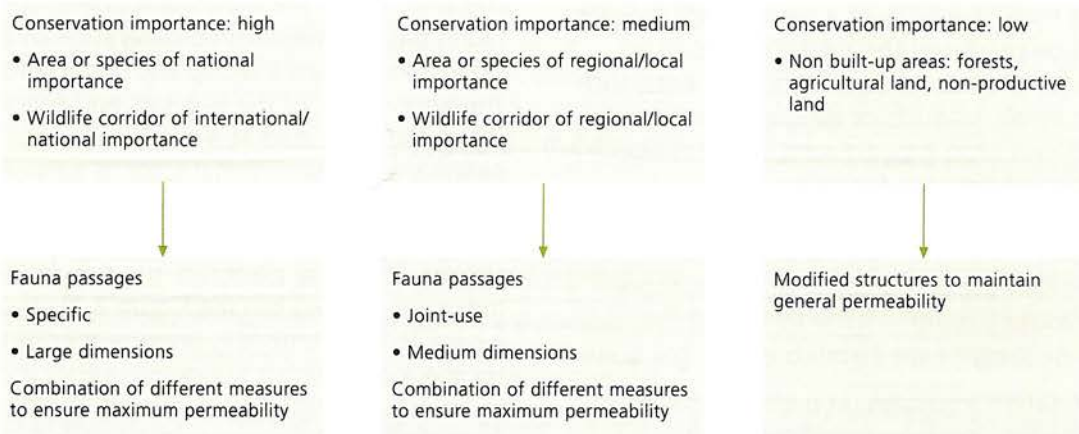 Conservation importance: high
• Area or species of national
importance
• Wildlife corridor of international/
national importance
Conservation importance: medium
• Area or species of regional/local
importance
• Wildlife corridor of regional/local
importance
Conservation importance: low
• Non built-up areas: forests,
agricultural land, non-productive
land
Fauna passages
• Specific
• Large dimensions
Combination of different measures
to ensure maximum permeability
Fauna passages
• Joint-use
• Medium dimensions
Combination of different measures
to ensure maximum permeability
Modified structures to maintain
general permeability